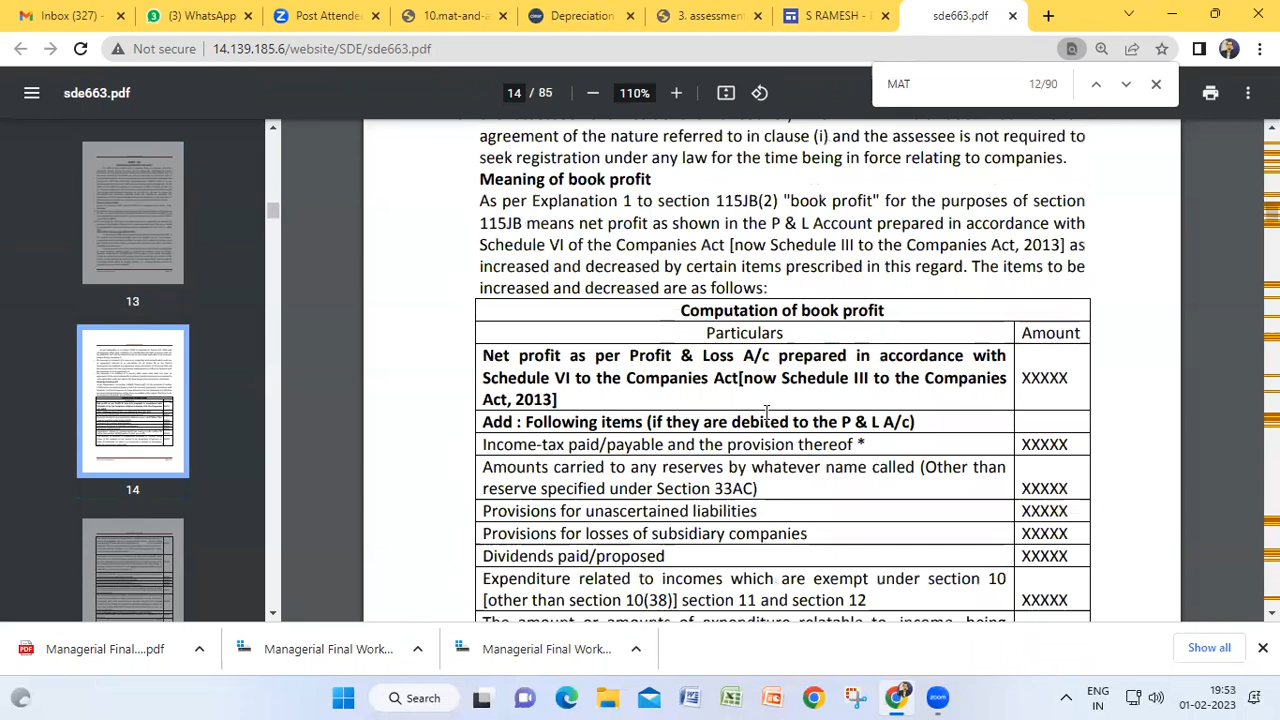 Inbox (327) -
(3) WhatsApp
Post Attende
10.mat-and-a
Depreciation
3. assessment
S RAMESH -
sde663.pdf
Not secure
14.139.185.6/website/SDE/sde663.pdf
MAT
12/90
sde663.pdf
14 / 85
110%
13
14
agreement of the nature referred to in clause (i) and the assessee is not required to
seek registration under any law for the time being in force relating to companies.
Meaning of book profit
As per Explanation 1 to section 115JB(2) "book profit" for the purposes of section
115JB means net profit as shown in the P & L Account prepared in accordance with
Schedule VI of the Companies Act [now Schedule III to the Companies Act, 2013] as
increased and decreased by certain items prescribed in this regard. The items to be
increased and decreased are as follows:
Computation of book profit
Particulars Amount
Net profit as per Profit & Loss A/c prepared in accordance with
Schedule VI to the Companies Act[now Schedule III to the Companies XXXXX
Act, 2013]
Add : Following items (if they are debited to the P & L A/c)
Income-tax paid/payable and the provision thereof * XXXXX
Amounts carried to any reserves by whatever name called (Other than
reserve specified under Section 33AC) XXXXX
Provisions for unascertained liabilities XXXXX
Provisions for losses of subsidiary companies XXXXX
Dividends paid/proposed XXXXX
Expenditure related to incomes which are exempt under section 10
[other than section 10(38)] section 11 and section 12 XXXXX
The amount or amounts of expenditure relatable to income, being
Managerial Final....pdf
Managerial Final Work...
Managerial Final Work...
Show all
Search
ENG
IN
19:53
01-02-2023